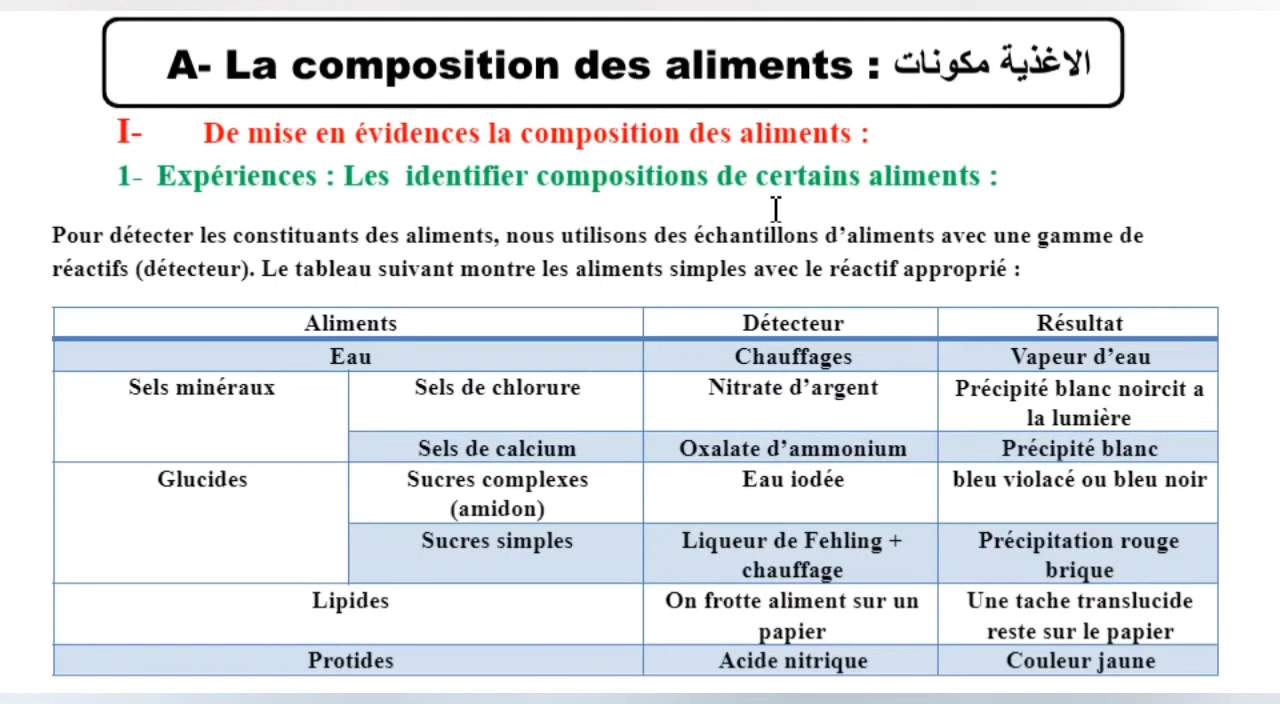 A- La composition des aliments : الاغذية مكونات
I- De mise en évidences la composition des aliments :
1- Expériences : Les identifier compositions de certains aliments :
Pour détecter les constituants des aliments, nous utilisons des échantillons d’aliments avec une gamme de
réactifs (détecteur). Le tableau suivant montre les aliments simples avec le réactif approprié :
Aliments Détecteur Résultat
Eau Chauffages Vapeur d’eau
Sels minéraux Sels de chlorure Nitrate d’argent Précipité blanc noircit a
la lumière
Sels de calcium Oxalate d’ammonium Précipité blanc
Glucides Sucres complexes Eau iodée bleu violacé ou bleu noir
(amidon)
Sucres simples Liqueur de Fehling + Précipitation rouge
chauffage brique
Lipides On frotte aliment sur un Une tache translucide
papier reste sur le papier
Protides Acide nitrique Couleur jaune